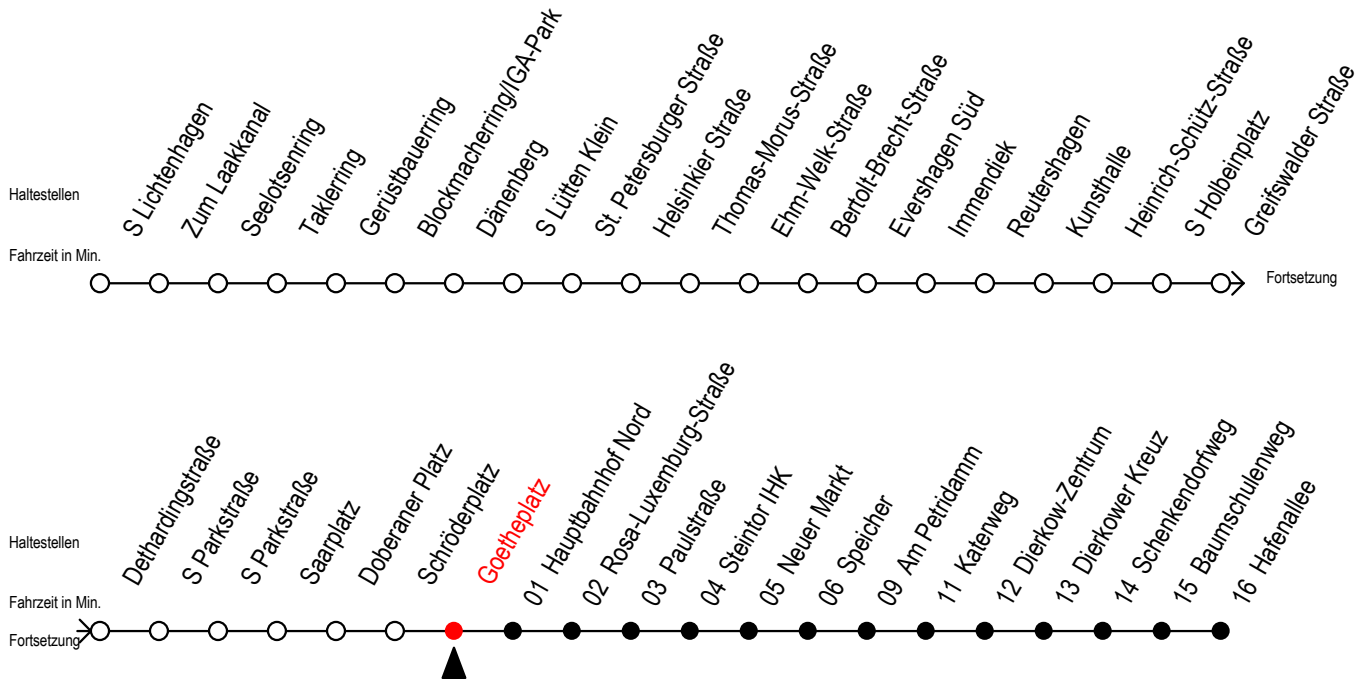 Haltestellen
S Lichtenhagen
Zum Laakkanal
Seelotsenring
Taklerring
Gerüstbauerring
Blockmacherring/IGA-Park
Dänenberg
S Lütten Klein
St. Petersburger Straße
Helsinkier Straße
Thomas-Morus-Straße
Ehm-Welk-Straße
Bertolt-Brecht-Straße
Evershagen Süd
Immendiek
Reutershagen
Kunsthalle
Heinrich-Schütz-Straße
S Holbeinplatz
Greifswalder Straße
Fahrzeit in Min.
Fortsetzung
Haltestellen
Dethardingstraße
S Parkstraße
S Parkstraße
Saarplatz
Doberaner Platz
Schröderplatz
Goetheplatz
01 Hauptbahnhof Nord
02 Rosa-Luxemburg-Straße
03 Paulstraße
04 Steintor IHK
05 Neuer Markt
06 Speicher
09 Am Petridamm
11 Katerweg
12 Dierkow-Zentrum
13 Dierkower Kreuz
14 Schenkendorfweg
15 Baumschulenweg
16 Hafenallee
Fahrzeit in Min.
Fortsetzung